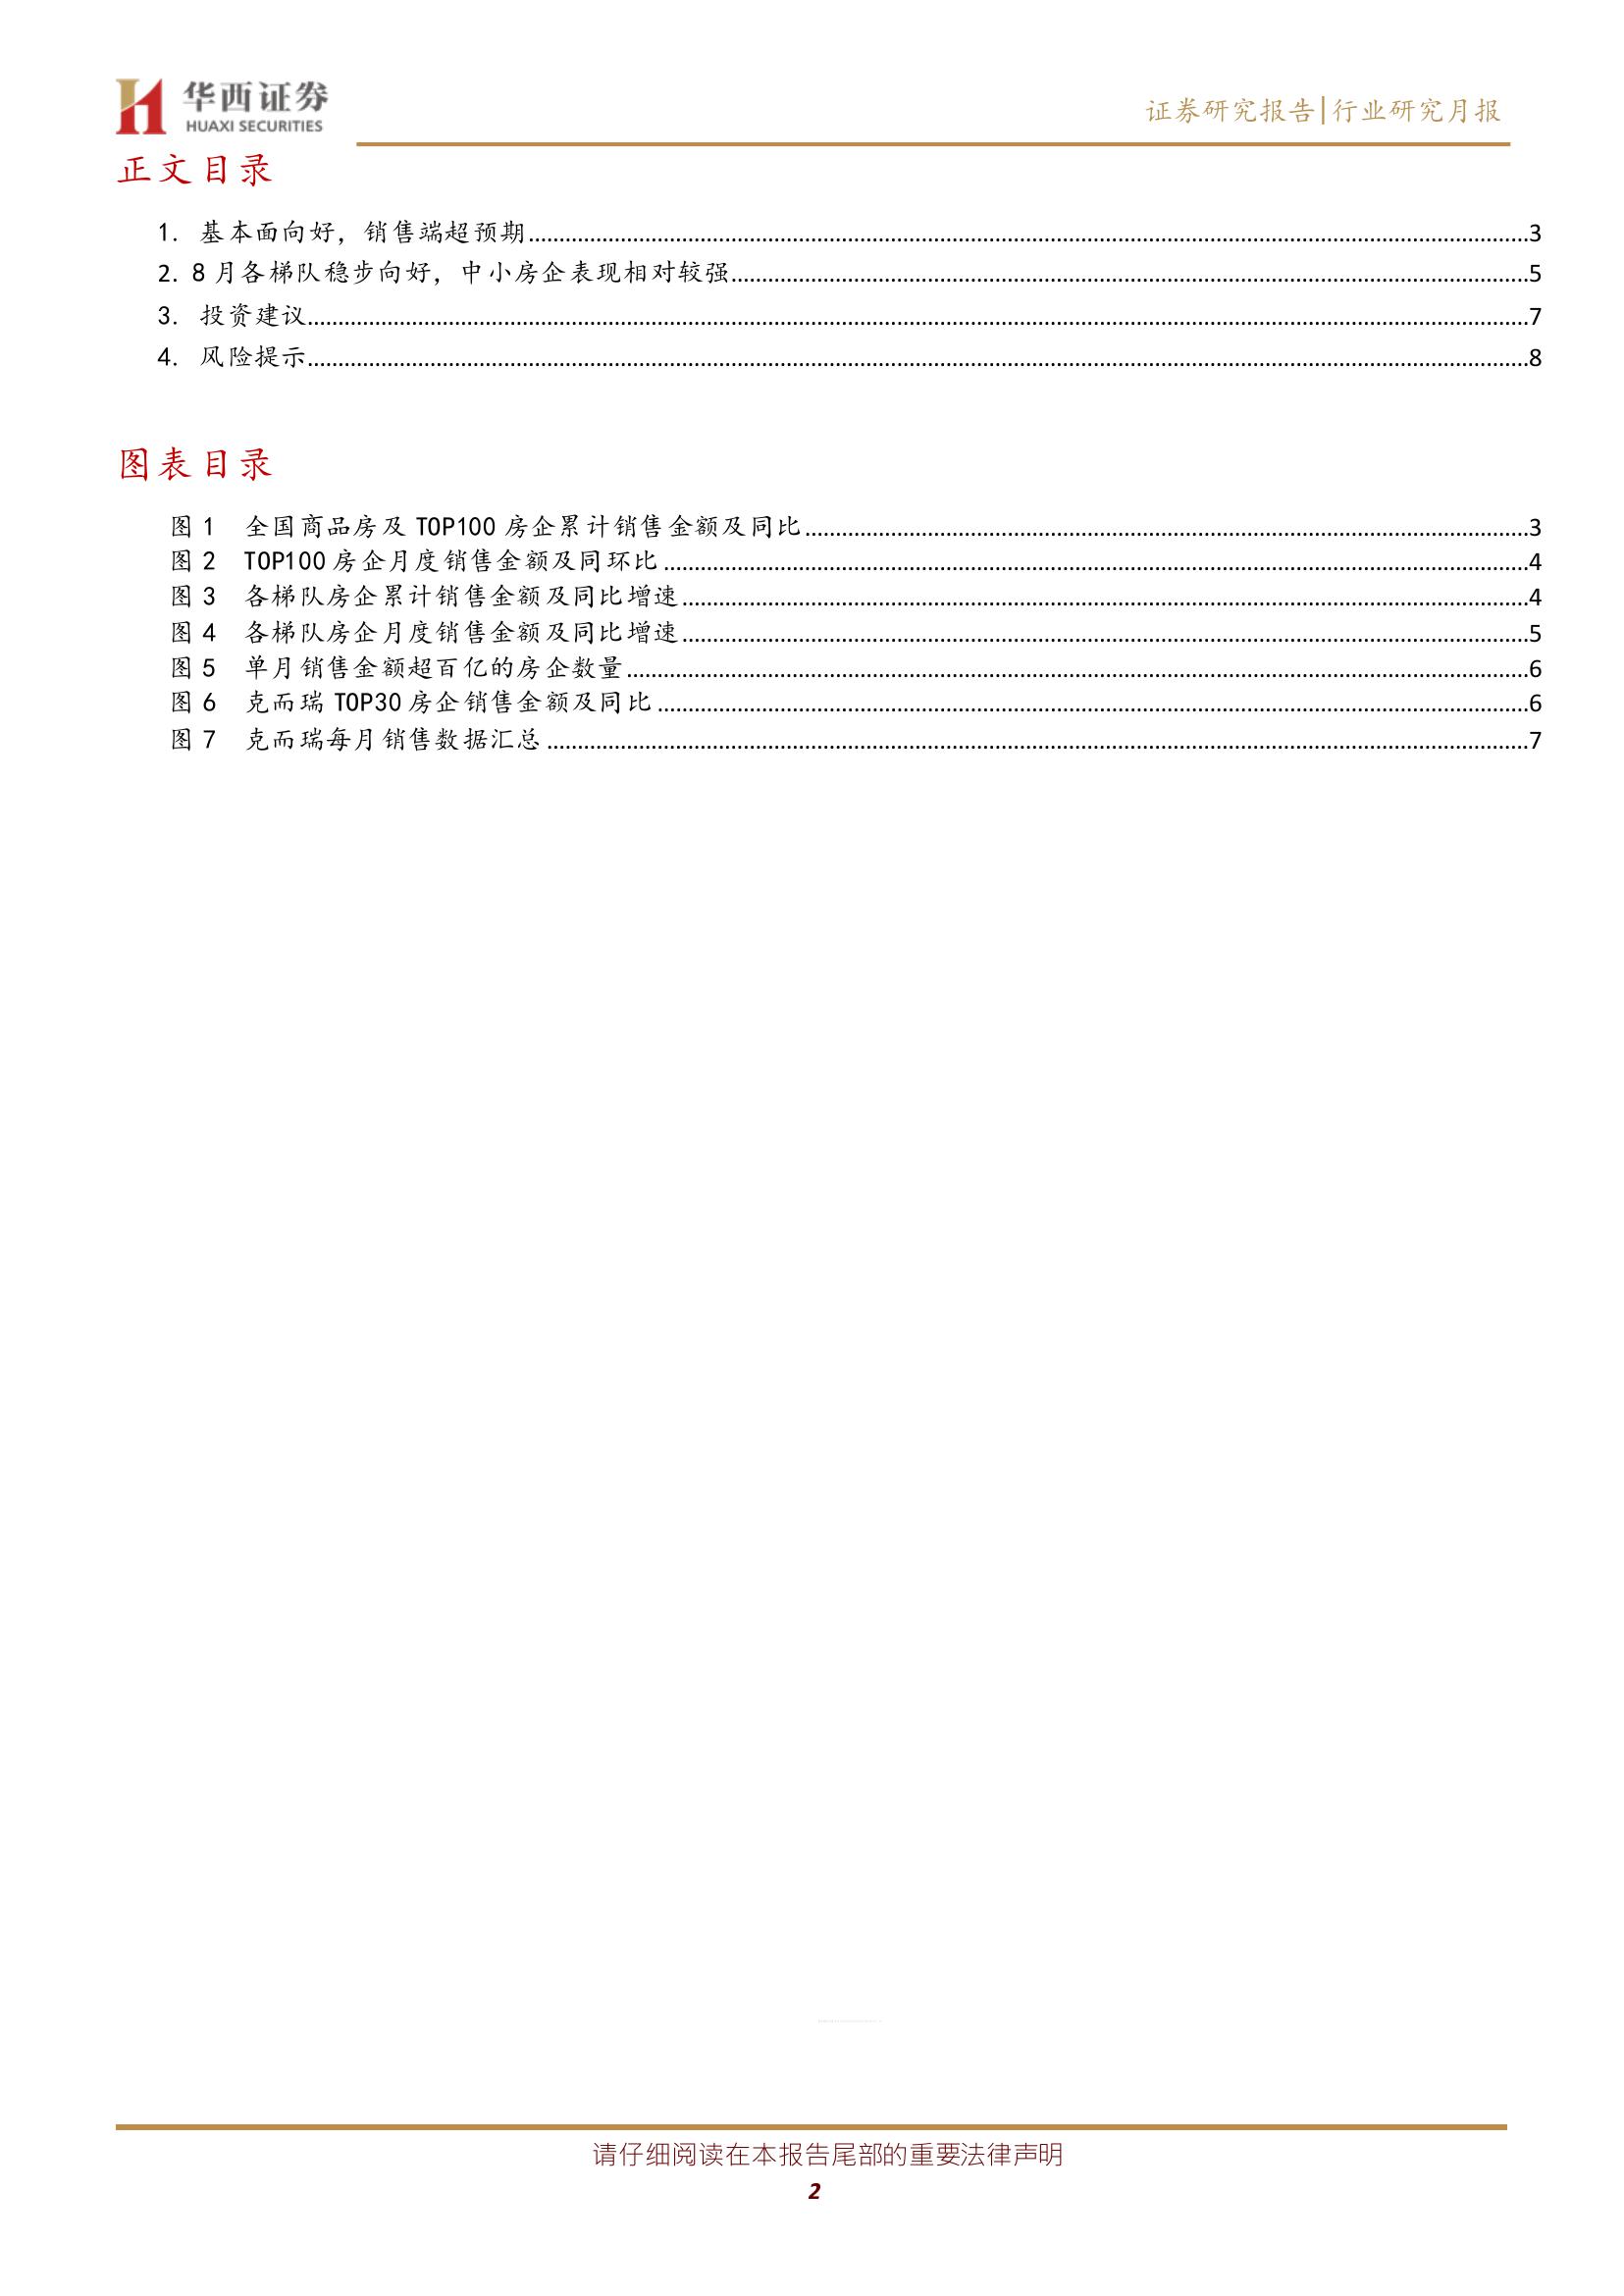 华西证券
HUAXI SECURITIES
证券研究报告|行业研究月报
正文目录
1. 基本面向好，销售端超预期........3
2. 8月各梯队稳步向好，中小房企表现相对较强........5
3. 投资建议........7
4. 风险提示........8
图表目录
图 1 全国商品房及 TOP100 房企累计销售金额及同比........3
图 2 TOP100 房企月度销售金额及同环比........4
图 3 各梯队房企累计销售金额及同比增速........4
图 4 各梯队房企月度销售金额及同比增速........5
图 5 单月销售金额超百亿的房企数量........6
图 6 克而瑞 TOP30 房企销售金额及同比........6
图 7 克而瑞每月销售数据汇总........7
请仔细阅读在本报告尾部的重要法律声明
2